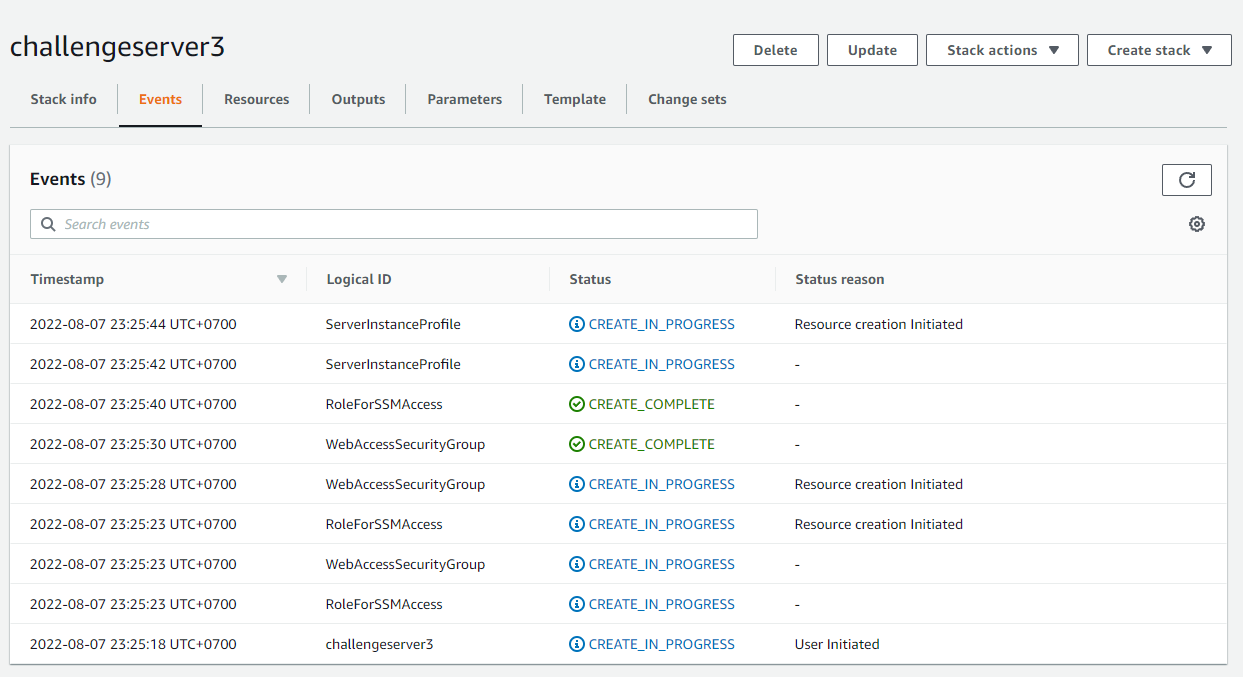 challengeserver3
Delete Update Stack actions Create stack
Stack info Events Resources Outputs Parameters Template Change sets
Events (9)
Search events
Timestamp Logical ID Status Status reason
2022-08-07 23:25:44 UTC+0700 ServerInstanceProfile CREATE_IN_PROGRESS Resource creation Initiated
2022-08-07 23:25:42 UTC+0700 ServerInstanceProfile CREATE_IN_PROGRESS -
2022-08-07 23:25:40 UTC+0700 RoleForSSMAccess CREATE_COMPLETE -
2022-08-07 23:25:30 UTC+0700 WebAccessSecurityGroup CREATE_COMPLETE -
2022-08-07 23:25:28 UTC+0700 WebAccessSecurityGroup CREATE_IN_PROGRESS Resource creation Initiated
2022-08-07 23:25:23 UTC+0700 RoleForSSMAccess CREATE_IN_PROGRESS Resource creation Initiated
2022-08-07 23:25:23 UTC+0700 WebAccessSecurityGroup CREATE_IN_PROGRESS -
2022-08-07 23:25:23 UTC+0700 RoleForSSMAccess CREATE_IN_PROGRESS -
2022-08-07 23:25:18 UTC+0700 challengeserver3 CREATE_IN_PROGRESS User Initiated